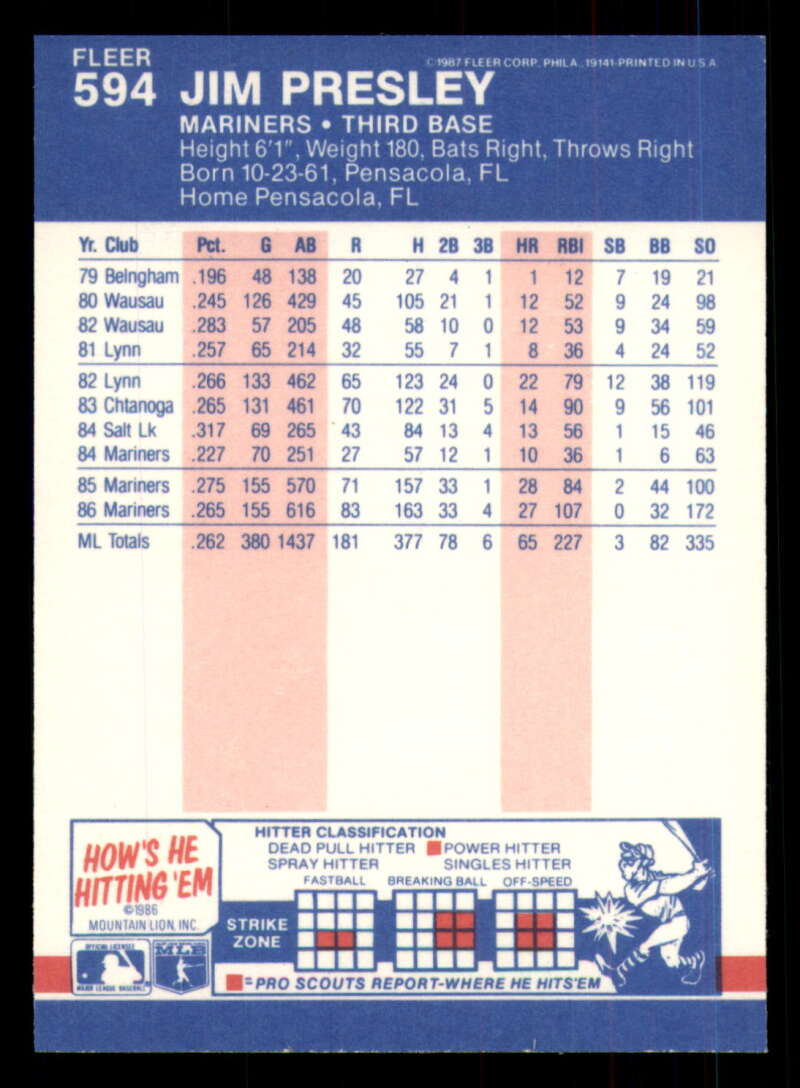 FLEER
©1987 FLEER CORP. PHILA., 19141-PRINTED IN U.S.A.
594 JIM PRESLEY
MARINERS • THIRD BASE
Height 6'1", Weight 180, Bats Right, Throws Right
Born 10-23-61, Pensacola, FL
Home Pensacola, FL
Yr. Club Pct. G AB R H 2B 3B HR RBI SB BB SO
79 Belngham .196 48 138 20 27 4 1 1 12 7 19 21
80 Wausau .245 126 429 45 105 21 1 12 52 9 24 98
82 Wausau .283 57 205 48 58 10 0 12 53 9 34 59
81 Lynn .257 65 214 32 55 7 1 8 36 4 24 52
82 Lynn .266 133 462 65 123 24 0 22 79 12 38 119
83 Chtanoga .265 131 461 70 122 31 5 14 90 9 56 101
84 Salt Lk .317 69 265 43 84 13 4 13 56 1 15 46
84 Mariners .227 70 251 27 57 12 1 10 36 1 6 63
85 Mariners .275 155 570 71 157 33 1 28 84 2 44 100
86 Mariners .265 155 616 83 163 33 4 27 107 0 32 172
ML Totals .262 380 1437 181 377 78 6 65 227 3 82 335
HOW'S HE
HITTING 'EM
©1986
MOUNTAIN LION, INC.
OFFICIAL LICENSEE
MAJOR LEAGUE BASEBALL
MLB
HITTER CLASSIFICATION
DEAD PULL HITTER POWER HITTER
SPRAY HITTER SINGLES HITTER
FASTBALL BREAKING BALL OFF-SPEED
STRIKE
ZONE
=PRO SCOUTS REPORT-WHERE HE HITS'EM